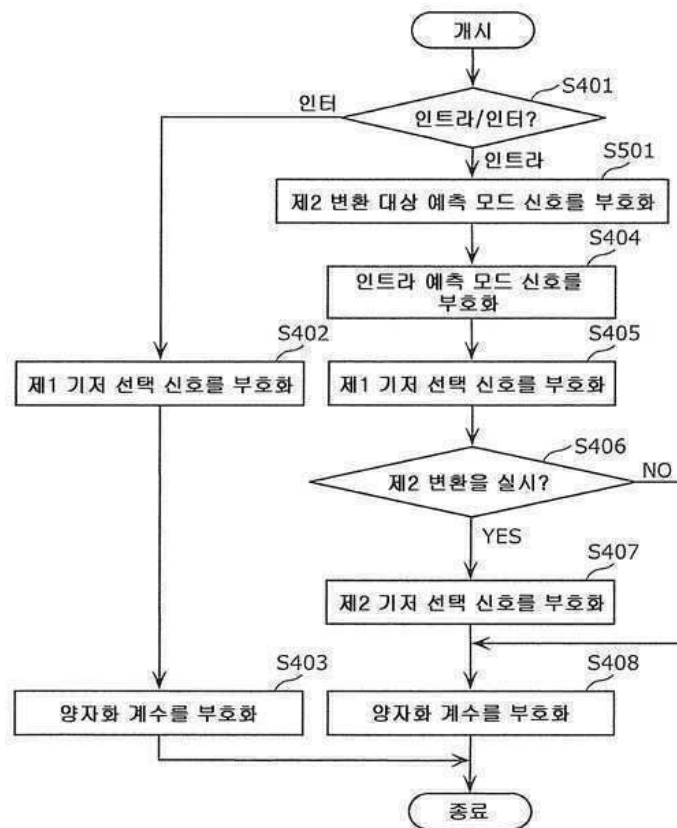 개시
S401
인터
인트라/인터?
인트라
S501
제2 변환 대상 예측 모드 신호를 부호화
S404
인트라 예측 모드 신호를
부호화
S402
S405
제1 기저 선택 신호를 부호화
제1 기저 선택 신호를 부호화
S406
제2 변환을 실시?
NO
YES
S407
제2 기저 선택 신호를 부호화
S403
S408
양자화 계수를 부호화
양자화 계수를 부호화
종료